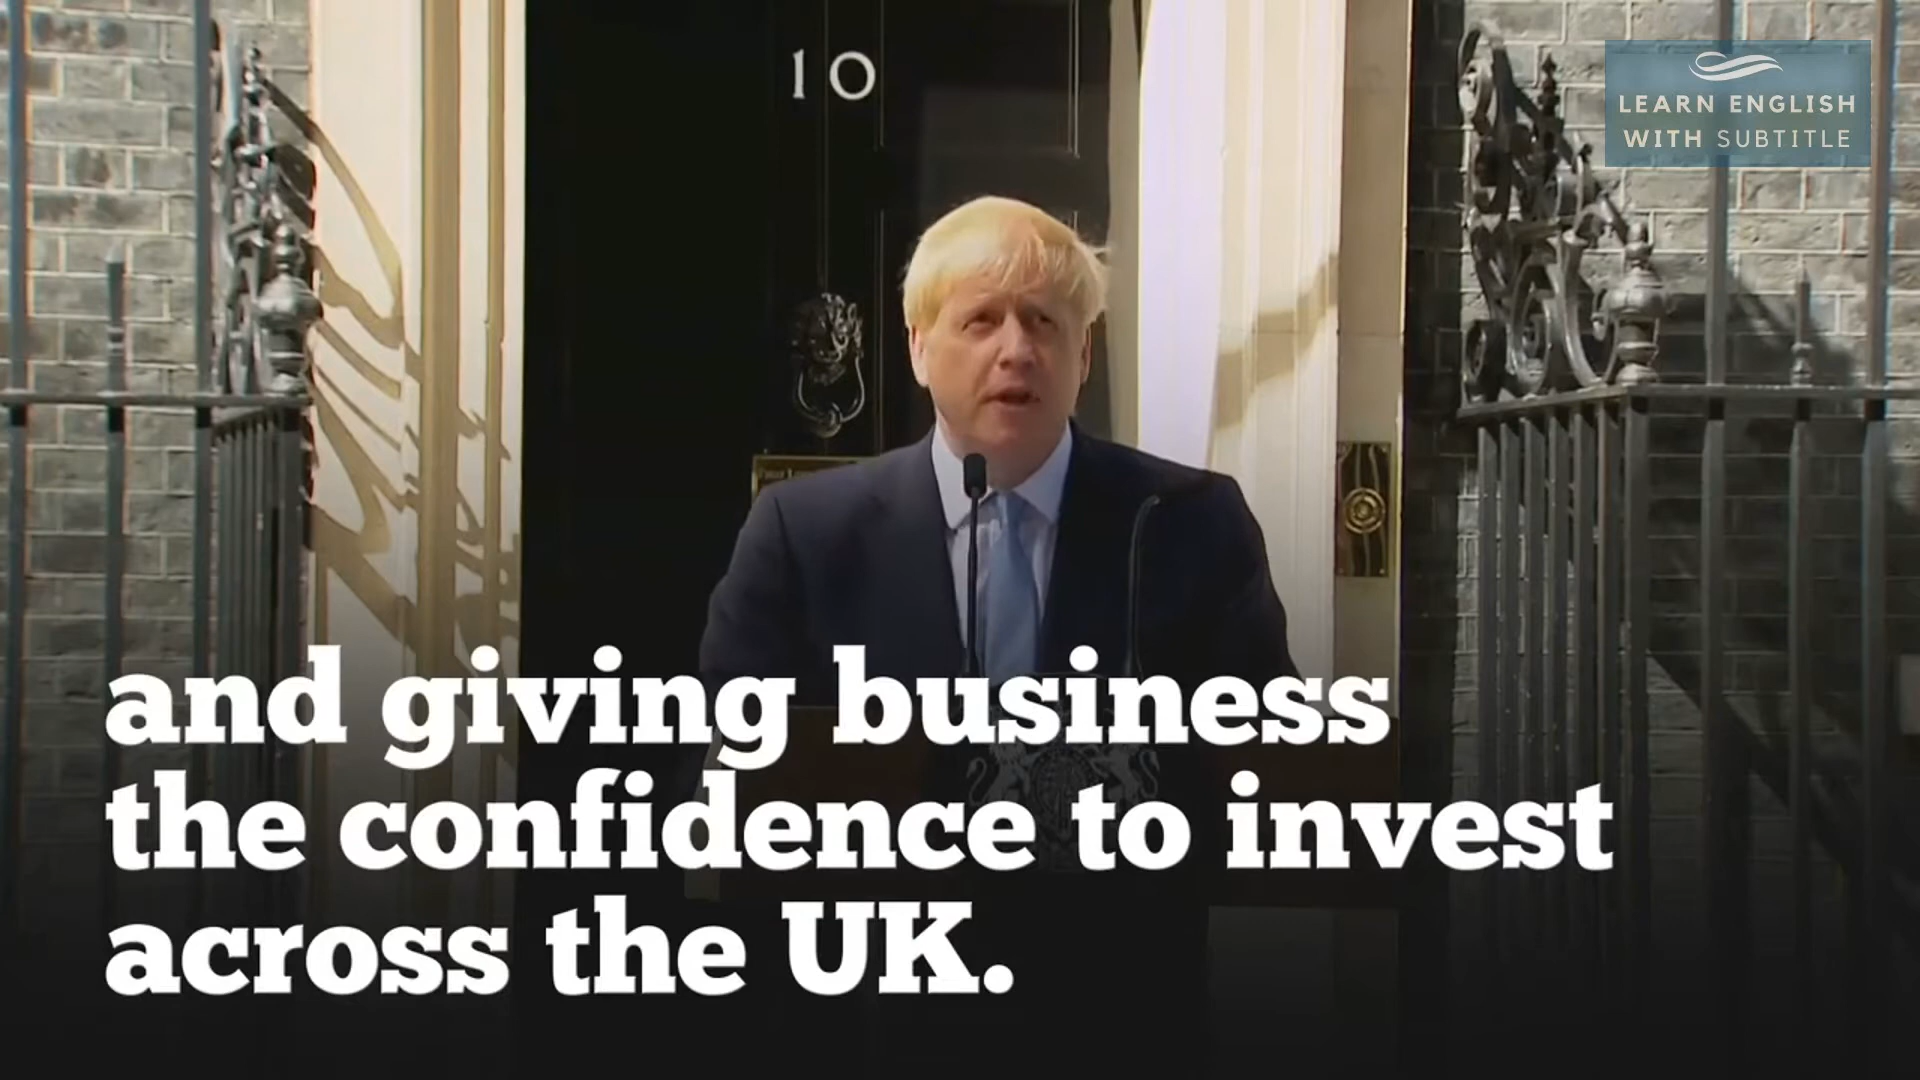 10
LEARN ENGLISH
WITH SUBTITLE
and giving business
the confidence to invest
across the UK.